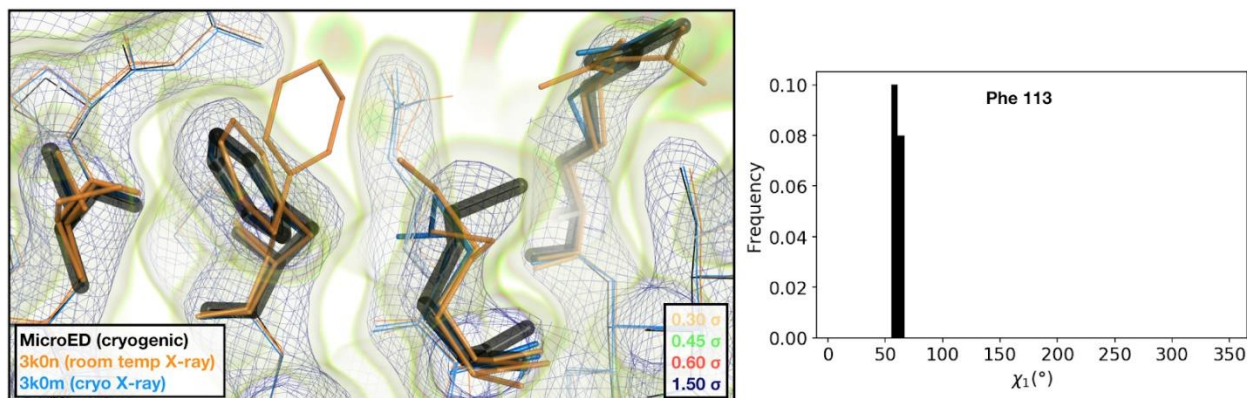 MicroED (cryogenic)
3k0n (room temp X-ray)
3k0m (cryo X-ray)
0.30 σ
0.45 σ
0.60 σ
1.50 σ
Phe 113
Frequency
0.10
0.08
0.06
0.04
0.02
0.00
0 50 100 150 200 250 300 350
χ₁(°)